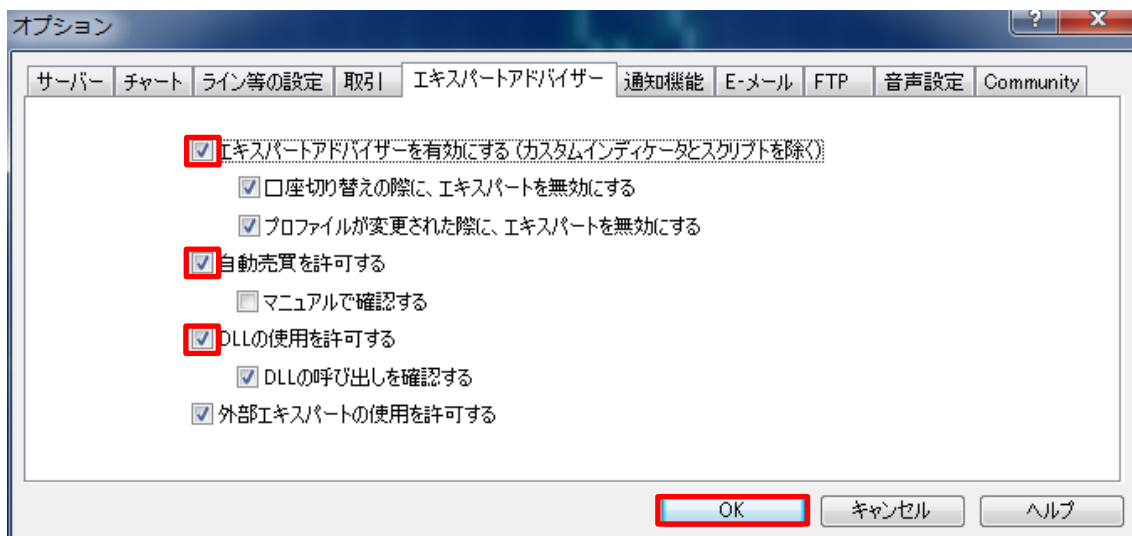 オプション
サーバー チャート ライン等の設定 取引 エキスパートアドバイザー 通知機能 E-メール FTP 音声設定 Community
エキスパートアドバイザーを有効にする(カスタムインディケータとスクリプトを除く)
口座切り替えの際に、エキスパートを無効にする
プロファイルが変更された際に、エキスパートを無効にする
自動売買を許可する
マニュアルで確認する
DLLの使用を許可する
DLLの呼び出しを確認する
外部エキスパートの使用を許可する
OK キャンセル ヘルプ